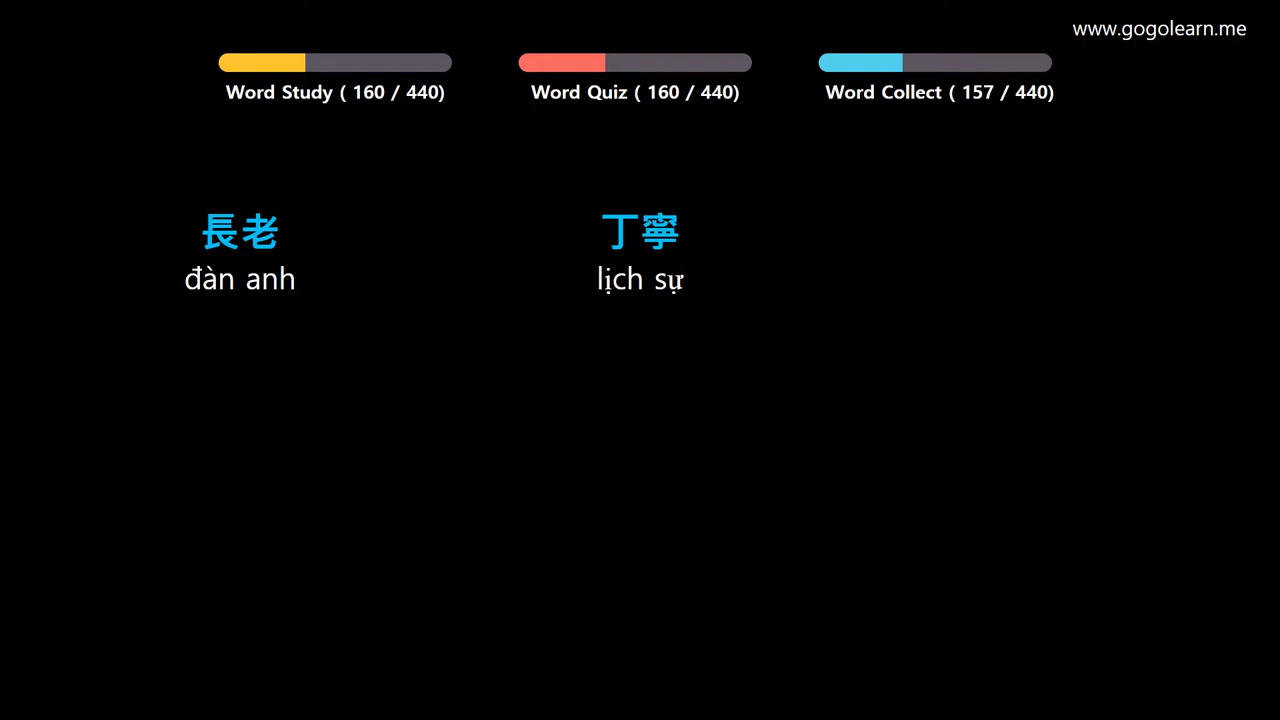 www.gogolearn.me
Word Study ( 160 / 440)
Word Quiz ( 160 / 440)
Word Collect ( 157 / 440)
長老
đàn anh
丁寧
lịch sự